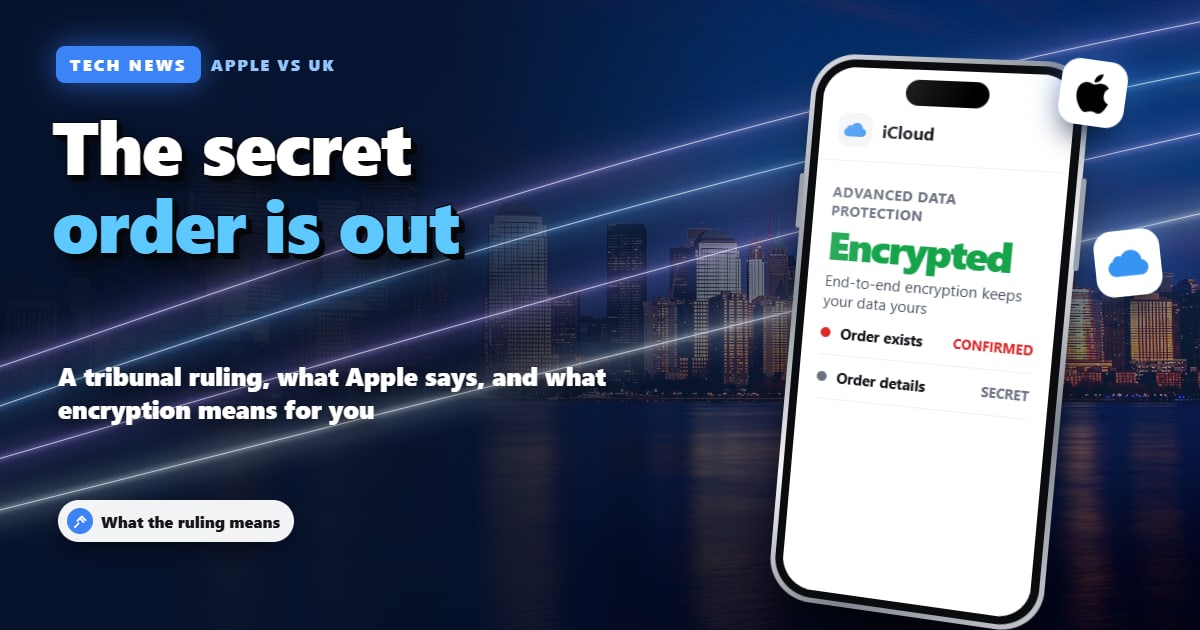 TECH NEWS
APPLE VS UK
The secret
order is out
A tribunal ruling, what Apple says, and what
encryption means for you
What the ruling means
iCloud
ADVANCED DATA
PROTECTION
Encrypted
End-to-end encryption keeps
your data yours
Order exists CONFIRMED
Order details SECRET